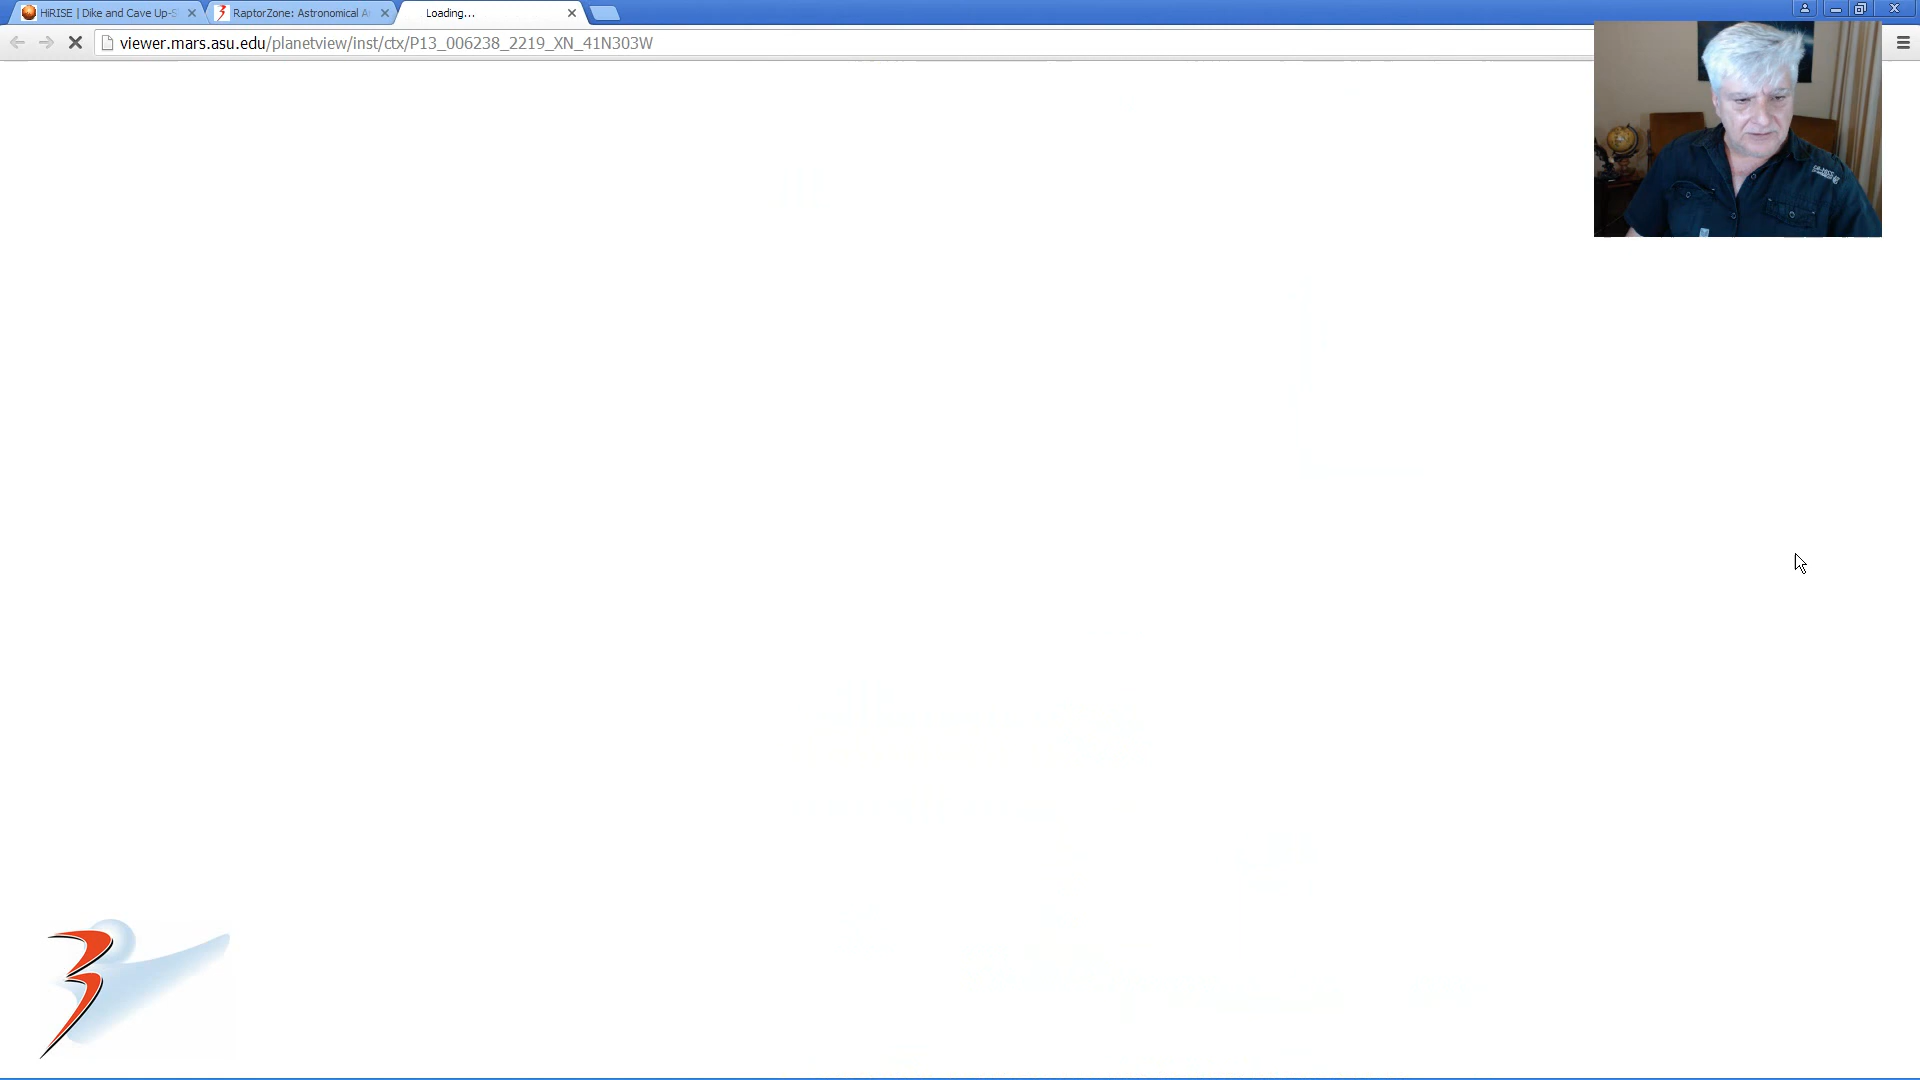 HiRISE | Dike and Cave Up-S
RaptorZone: Astronomical A
Loading...
viewer.mars.asu.edu/planetview/inst/ctx/P13_006238_2219_XN_41N303W